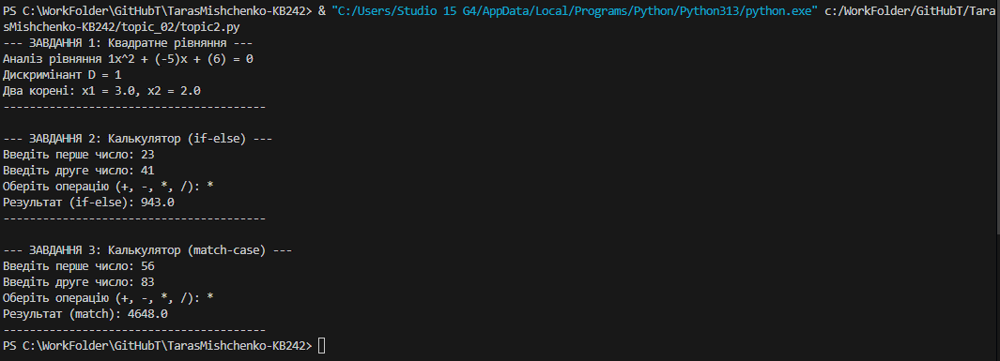 PS C:\WorkFolder\GitHubT\TarasMishchenko-KB242> & "C:/Users/Studio 15 G4/AppData/Local/Programs/Python/Python313/python.exe" c:/WorkFolder/GitHubT/Tara
sMishchenko-KB242/topic_02/topic2.py
--- ЗАВДАННЯ 1: Квадратне рівняння ---
Аналіз рівняння 1x^2 + (-5)x + (6) = 0
Дискримінант D = 1
Два корені: x1 = 3.0, x2 = 2.0
----------------------------------------
--- ЗАВДАННЯ 2: Калькулятор (if-else) ---
Введіть перше число: 23
Введіть друге число: 41
Оберіть операцію (+, -, *, /): *
Результат (if-else): 943.0
----------------------------------------
--- ЗАВДАННЯ 3: Калькулятор (match-case) ---
Введіть перше число: 56
Введіть друге число: 83
Оберіть операцію (+, -, *, /): *
Результат (match): 4648.0
----------------------------------------
PS C:\WorkFolder\GitHubT\TarasMishchenko-KB242>